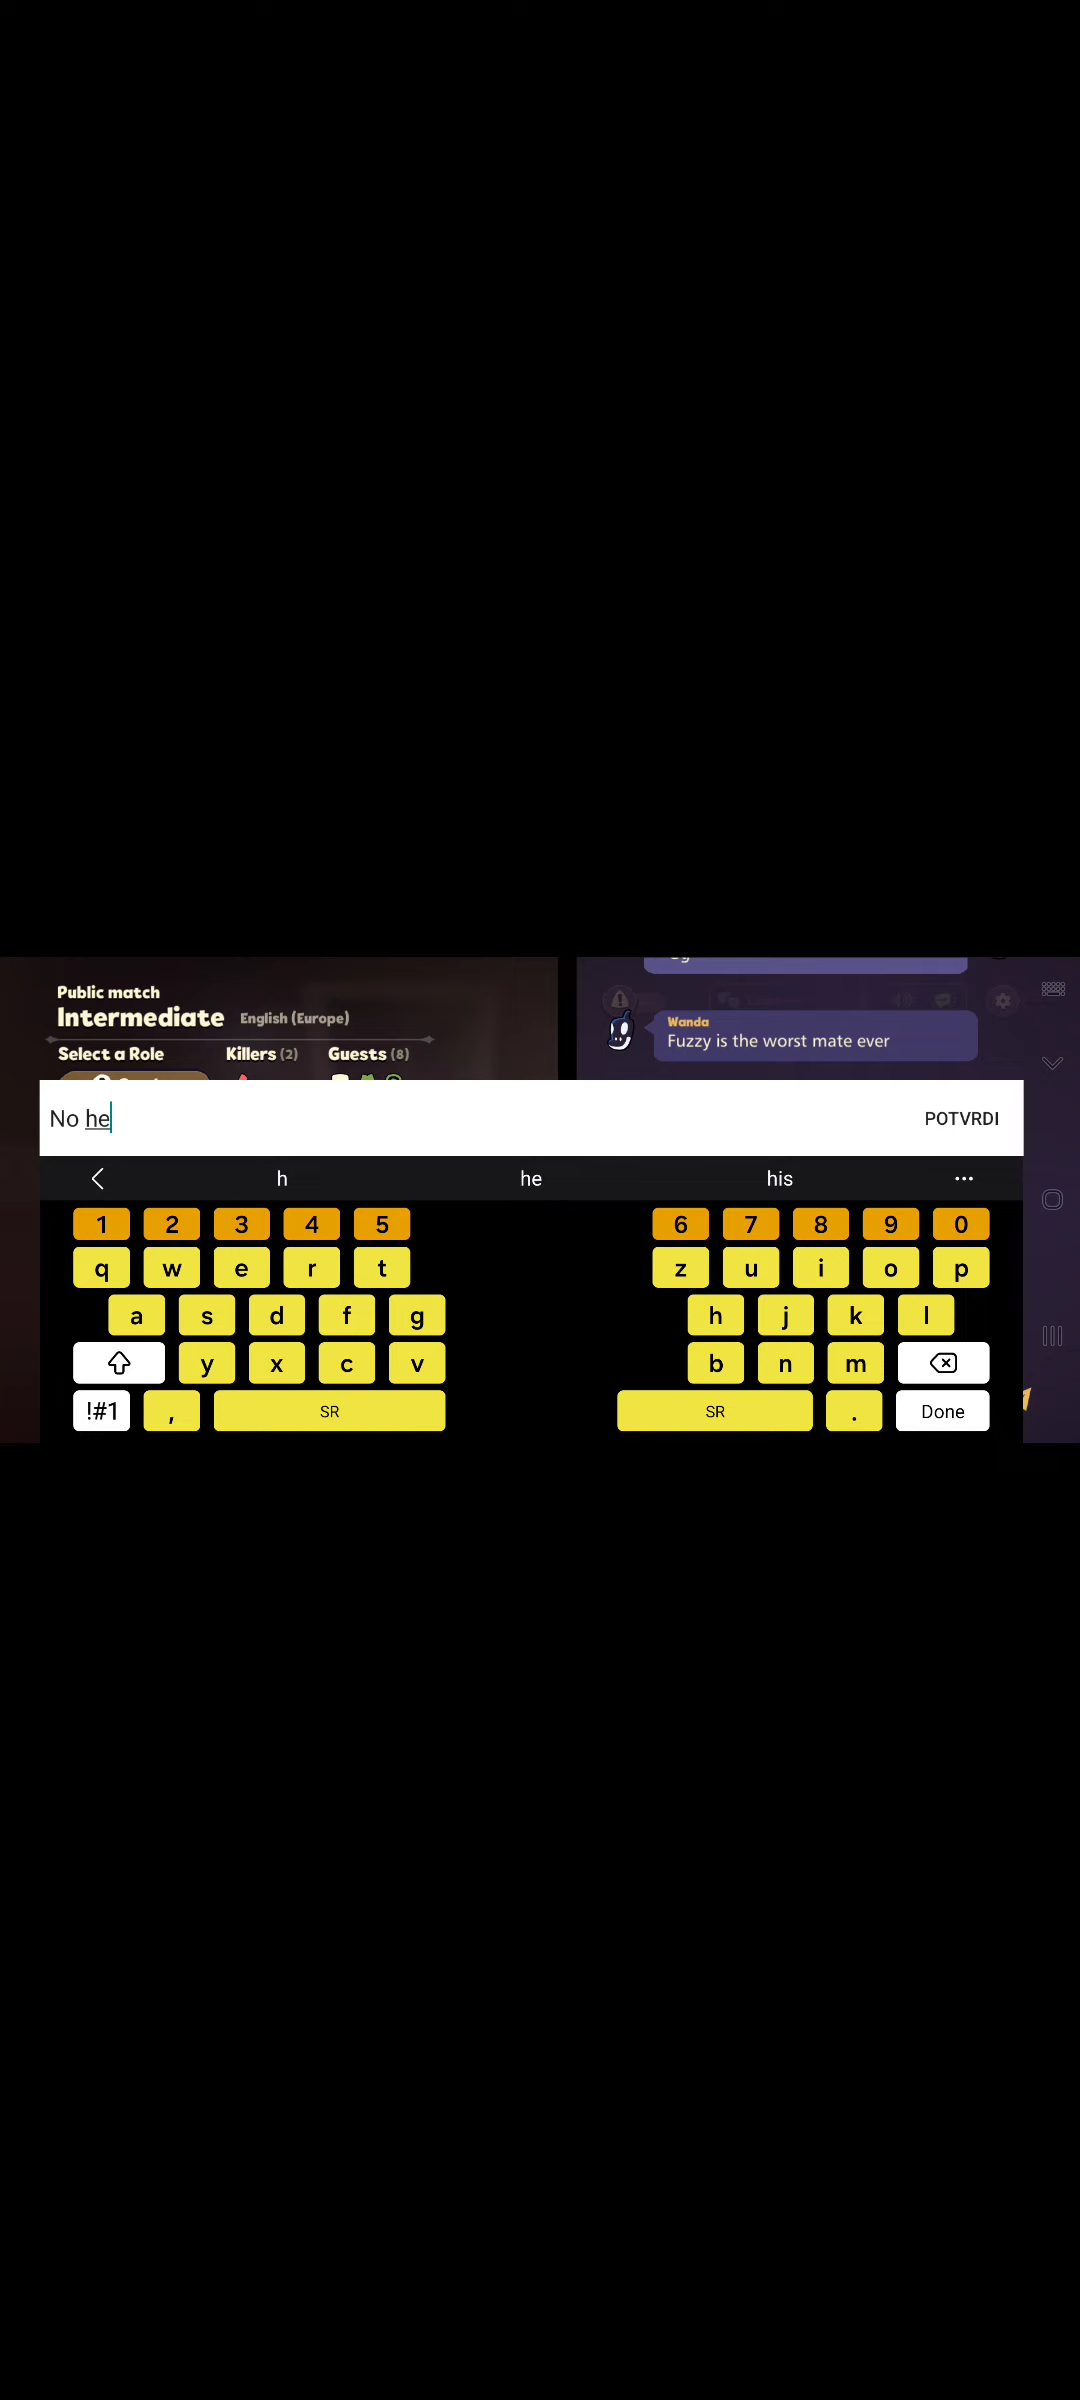 Public match
Intermediate English (Europe)
Select a Role Killers (2) Guests (8)
Wanda
Fuzzy is the worst mate ever
No he
POTVRDI
h he his
1 2 3 4 5 6 7 8 9 0
q w e r t z u i o p
a s d f g h j k l
y x c v b n m
!#1 , SR SR . Done